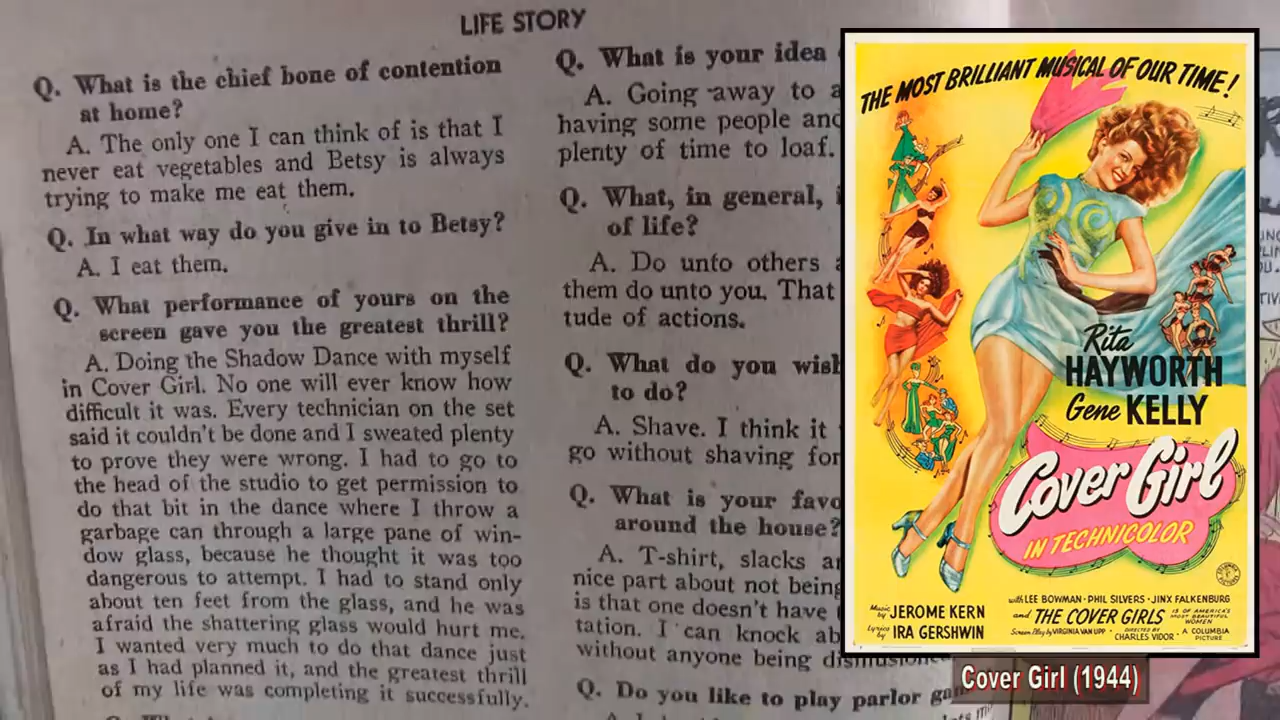 LIFE STORY
Q. What is the chief bone of contention
at home?
A. The only one I can think of is that I
never eat vegetables and Betsy is always
trying to make me eat them.
Q. In what way do you give in to Betsy?
A. I eat them.
Q. What performance of yours on the
screen gave you the greatest thrill?
A. Doing the Shadow Dance with myself
in Cover Girl. No one will ever know how
difficult it was. Every technician on the set
said it couldn't be done and I sweated plenty
to prove they were wrong. I had to go to
the head of the studio to get permission to
do that bit in the dance where I throw a
garbage can through a large pane of win-
dow glass, because he thought it was too
dangerous to attempt. I had to stand only
about ten feet from the glass, and he was
afraid the shattering glass would hurt me.
I wanted very much to do that dance just
as I had planned it, and the greatest thrill
of my life was completing it successfully.
Q. What is your idea
A. Going away to a
having some people and
plenty of time to loaf.
Q. What, in general,
of life?
A. Do unto others
them do unto you. That
tude of actions.
Q. What do you wish
to do?
A. Shave. I think it
go without shaving for
Q. What is your favo
around the house?
A. T-shirt, slacks
nice part about not being
is that one doesn't have
tation. I can knock ab
without anyone being
Q. Do you like to play parlor
THE MOST BRILLIANT MUSICAL OF OUR TIME!
Rita
HAYWORTH
Gene KELLY
Cover Girl
IN TECHNICOLOR
with LEE BOWMAN · PHIL SILVERS · JINX FALKENBURG
and THE COVER GIRLS IS OF AMERICA'S MOST BEAUTIFUL WOMEN
Music by JEROME KERN
Lyrics by IRA GERSHWIN
Screen Play by VIRGINIA VAN UPP · DIRECTED BY CHARLES VIDOR · A COLUMBIA PICTURE
Cover Girl (1944)